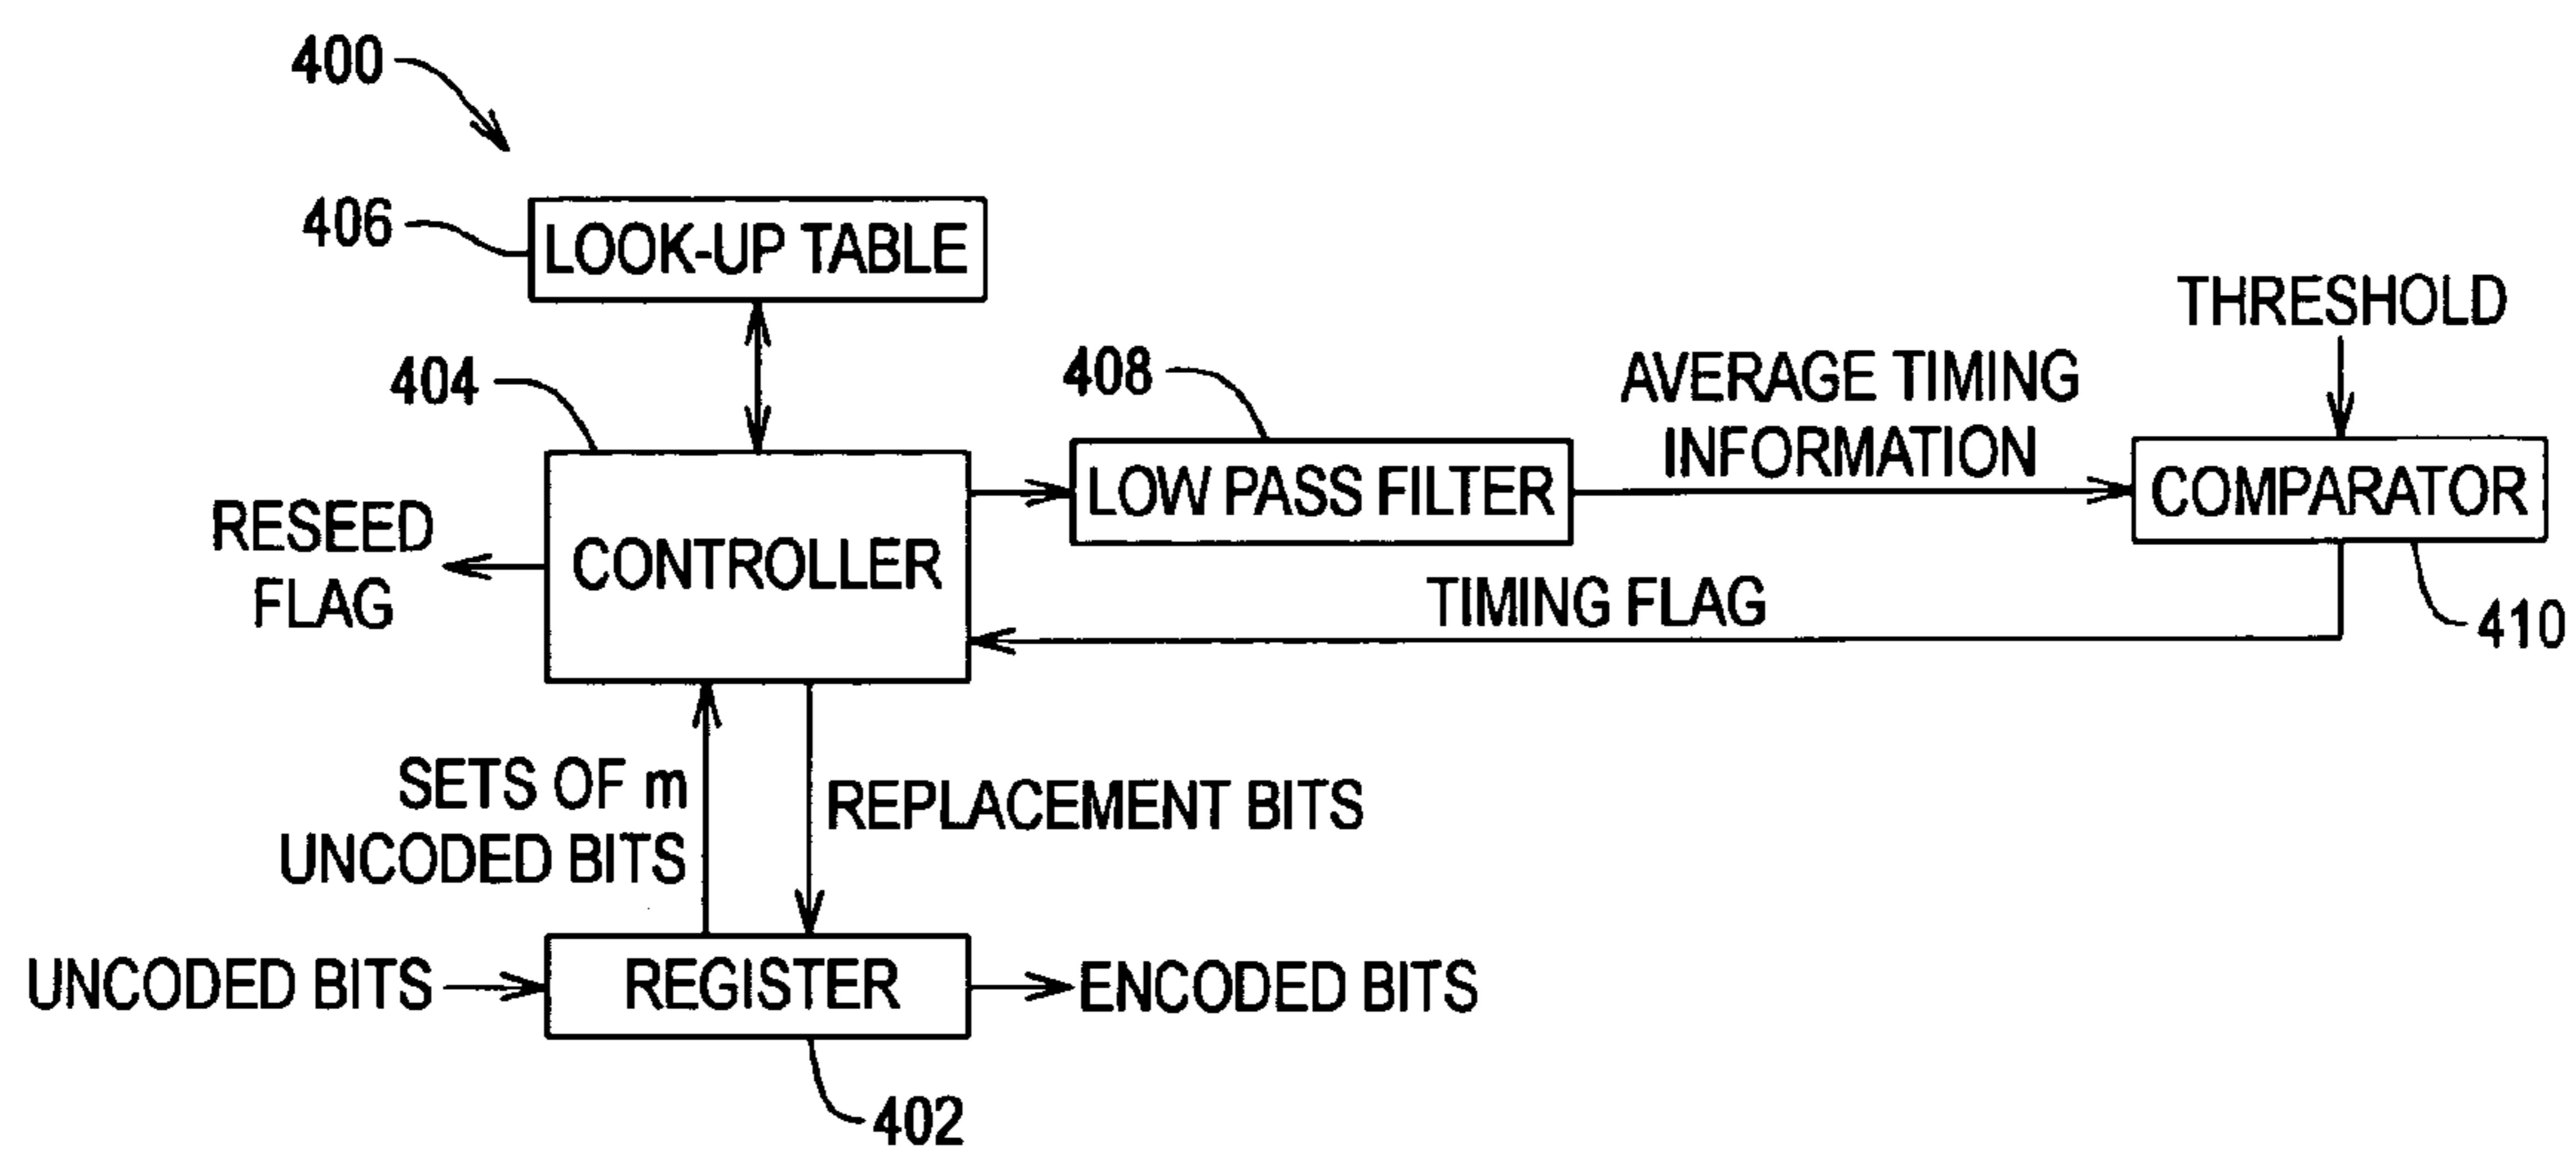 400
406
LOOK-UP TABLE
THRESHOLD
404
408
AVERAGE TIMING
INFORMATION
LOW PASS FILTER
COMPARATOR
RESEED
FLAG
CONTROLLER
TIMING FLAG
410
SETS OF m
UNCODED BITS
REPLACEMENT BITS
UNCODED BITS
REGISTER
ENCODED BITS
402